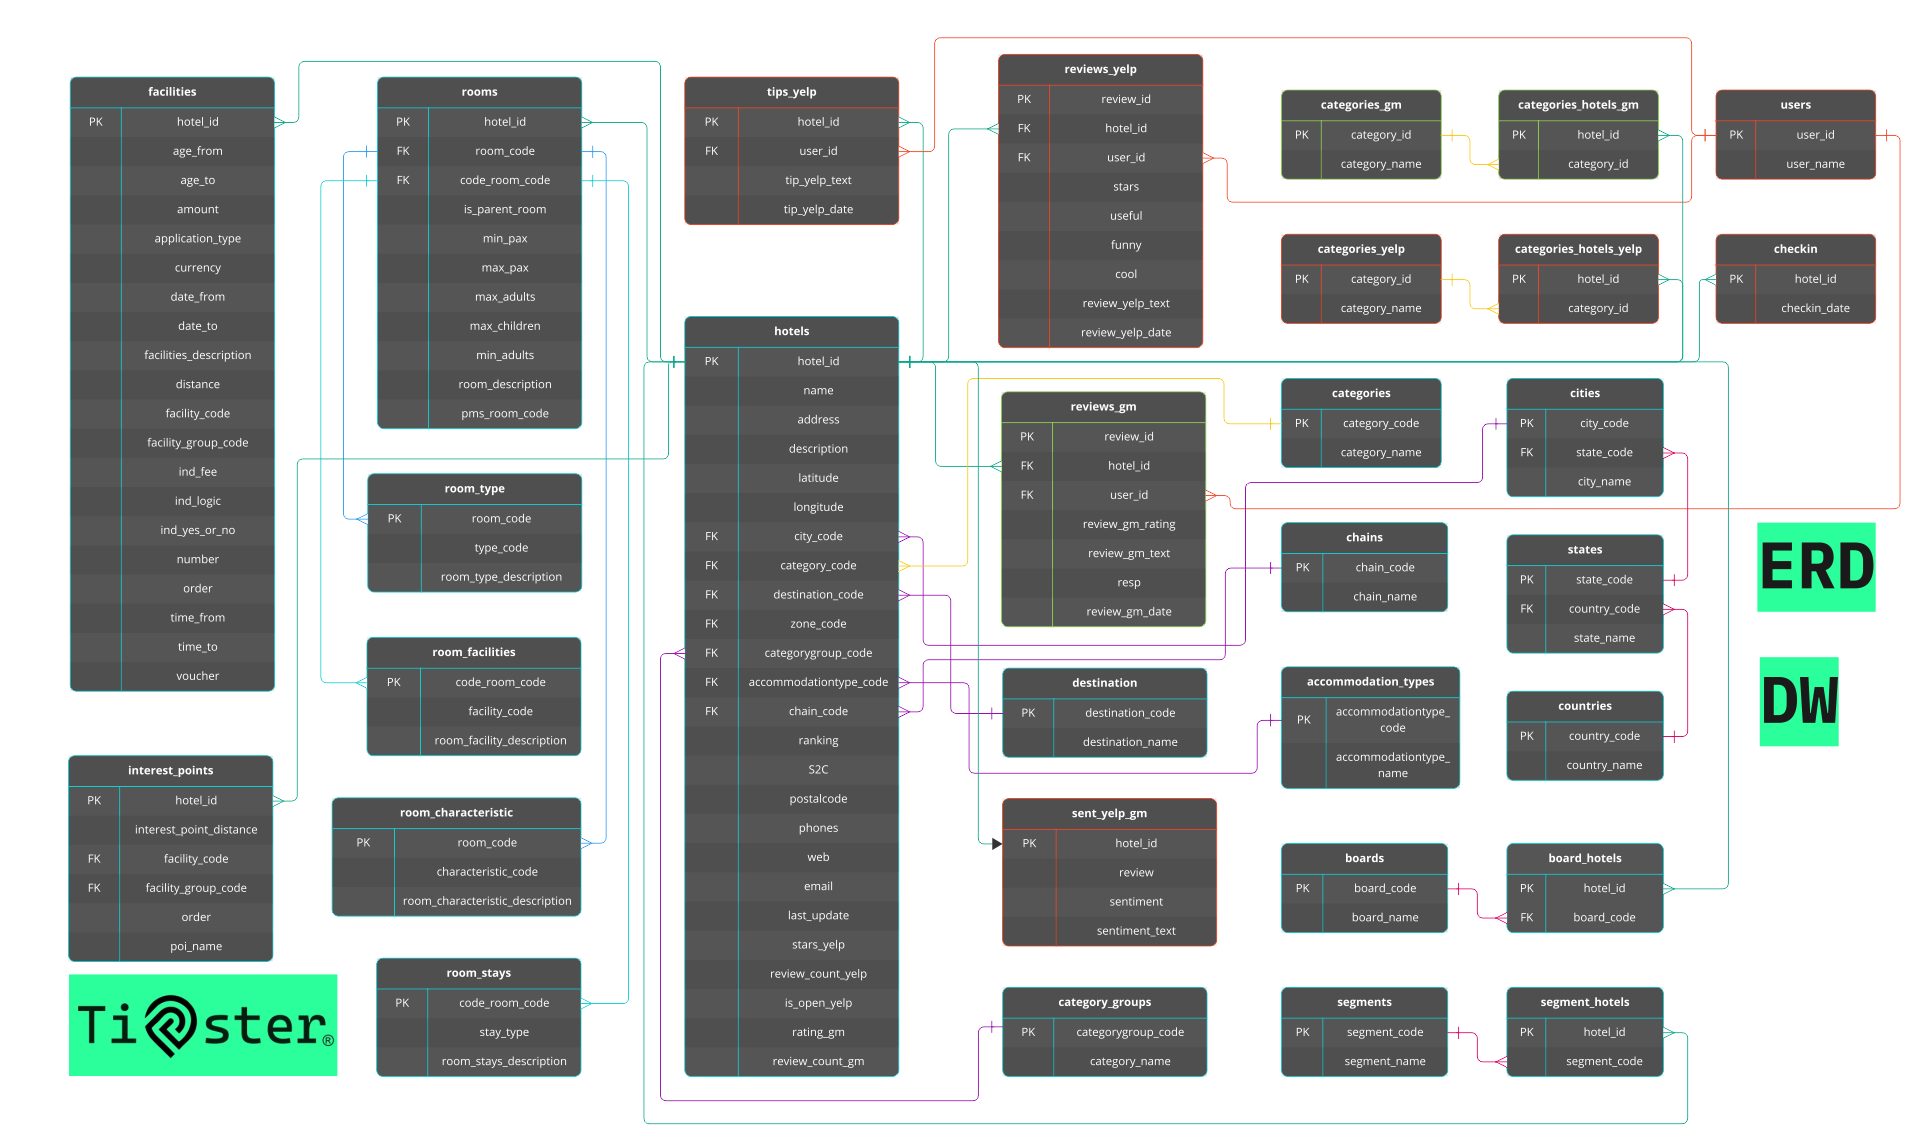 facilities
PK hotel_id
age_from
age_to
amount
application_type
currency
date_from
date_to
facilities_description
distance
facility_code
facility_group_code
ind_fee
ind_logic
ind_yes_or_no
number
order
time_from
time_to
voucher
interest_points
PK hotel_id
interest_point_distance
FK facility_code
FK facility_group_code
order
poi_name
Ti ster®
rooms
PK hotel_id
FK room_code
FK code_room_code
is_parent_room
min_pax
max_pax
max_adults
max_children
min_adults
room_description
pms_room_code
room_type
PK room_code
type_code
room_type_description
room_facilities
PK code_room_code
facility_code
room_facility_description
room_characteristic
PK room_code
characteristic_code
room_characteristic_description
room_stays
PK code_room_code
stay_type
room_stays_description
tips_yelp
PK hotel_id
FK user_id
tip_yelp_text
tip_yelp_date
hotels
PK hotel_id
name
address
description
latitude
longitude
FK city_code
FK category_code
FK destination_code
FK zone_code
FK categorygroup_code
FK accommodationtype_code
FK chain_code
ranking
S2C
postalcode
phones
web
email
last_update
stars_yelp
review_count_yelp
is_open_yelp
rating_gm
review_count_gm
reviews_yelp
PK review_id
FK hotel_id
FK user_id
stars
useful
funny
cool
review_yelp_text
review_yelp_date
reviews_gm
PK review_id
FK hotel_id
FK user_id
review_gm_rating
review_gm_text
resp
review_gm_date
destination
PK destination_code
destination_name
sent_yelp_gm
PK hotel_id
review
sentiment
sentiment_text
category_groups
PK categorygroup_code
category_name
categories_gm
PK category_id
category_name
categories_yelp
PK category_id
category_name
categories
PK category_code
category_name
chains
PK chain_code
chain_name
accommodation_types
PK accommodationtype_
code
accommodationtype_
name
boards
PK board_code
board_name
segments
PK segment_code
segment_name
categories_hotels_gm
PK hotel_id
category_id
categories_hotels_yelp
PK hotel_id
category_id
cities
PK city_code
FK state_code
city_name
states
PK state_code
FK country_code
state_name
countries
PK country_code
country_name
board_hotels
PK hotel_id
FK board_code
segment_hotels
PK hotel_id
segment_code
users
PK user_id
user_name
checkin
PK hotel_id
checkin_date
ERD
DW